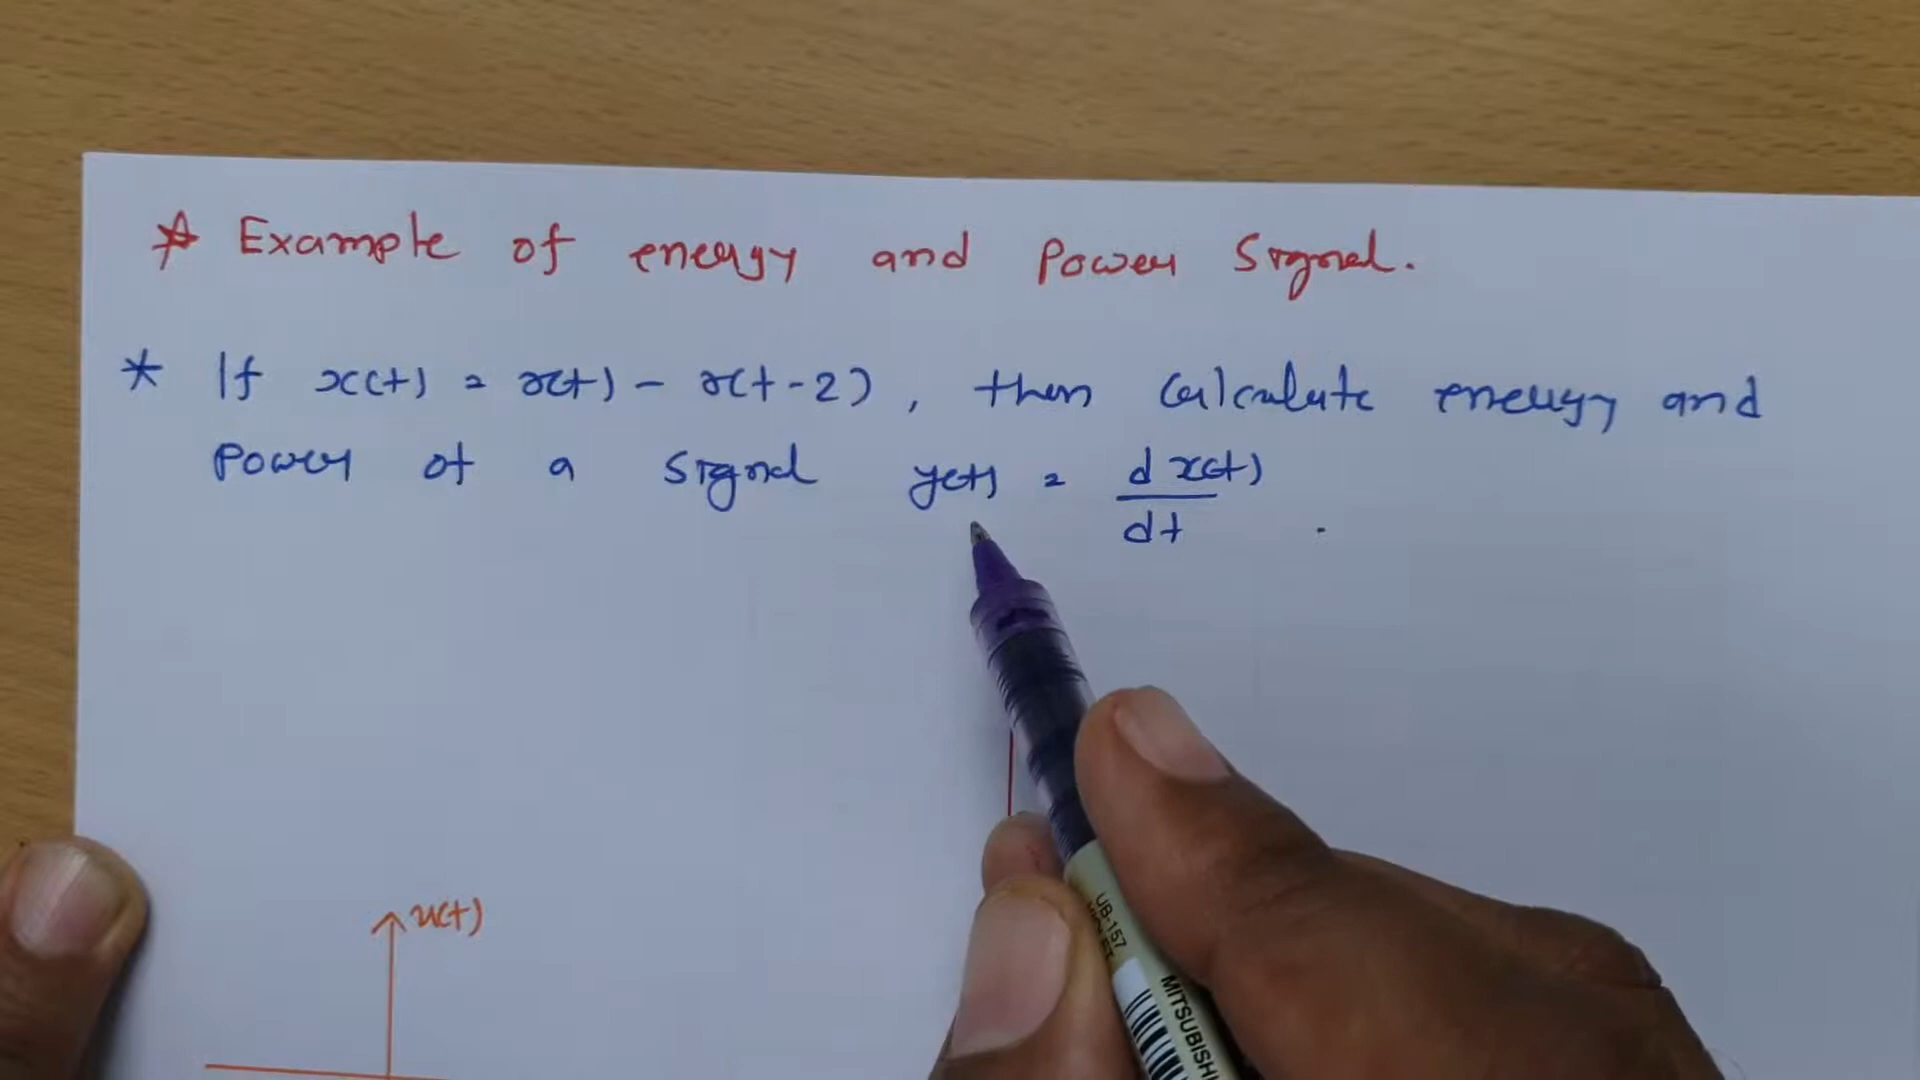 * Example of energy and Power Signal.
* If x(t) = r(t) - r(t-2), then Calculate energy and
Power of a Signal y(t) = d x(t)
dt
.
u(t)
UB-157
MITSUBISHI